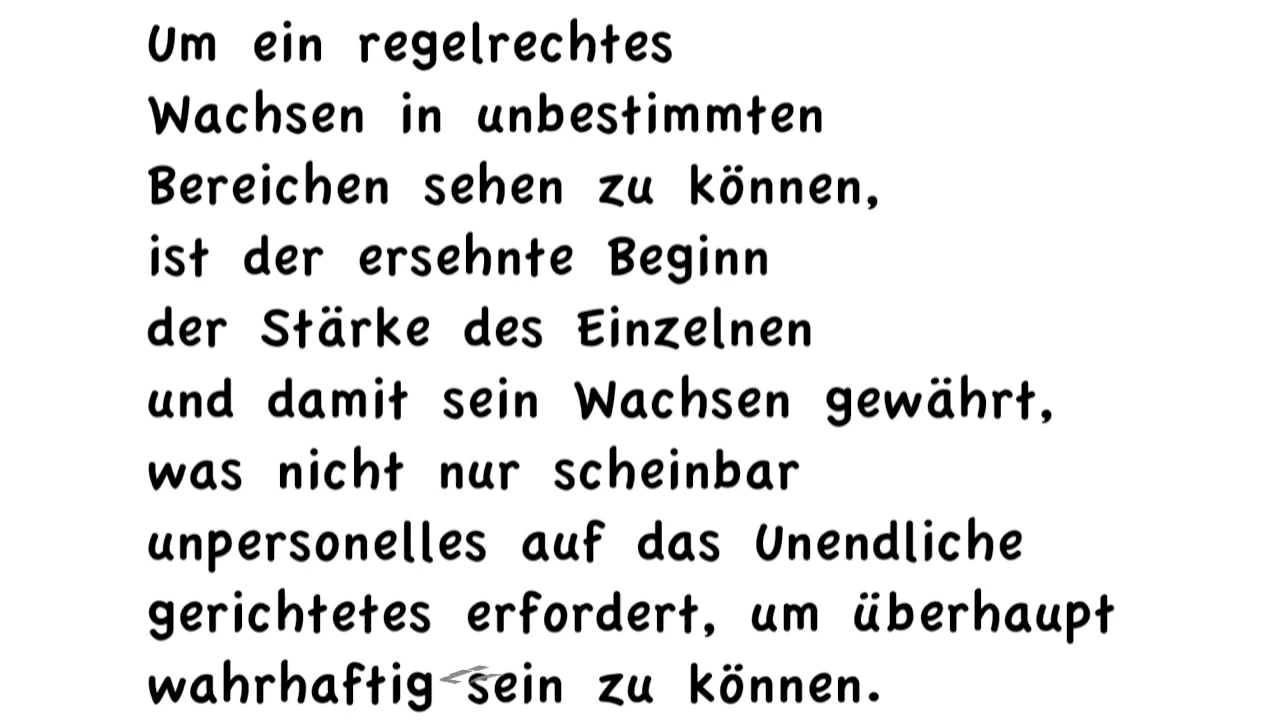 Um ein regelrechtes
Wachsen in unbestimmten
Bereichen sehen zu können,
ist der ersehnte Beginn
der Stärke des Einzelnen
und damit sein Wachsen gewährt,
was nicht nur scheinbar
unpersonelles auf das Unendliche
gerichtetes erfordert, um überhaupt
wahrhaftig sein zu können.